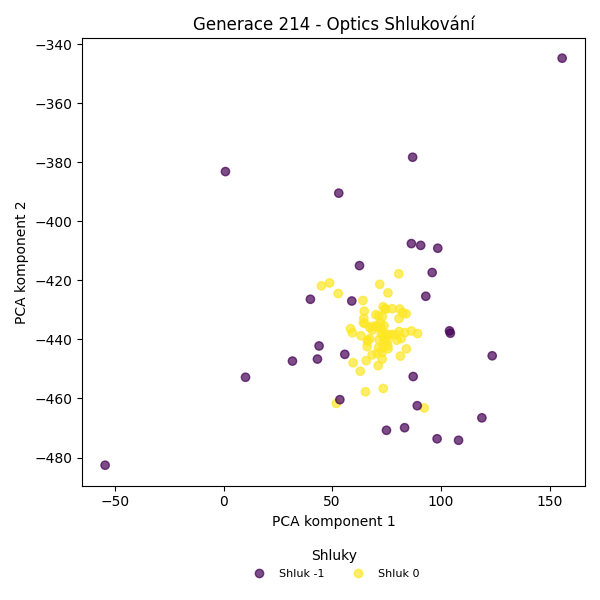 Generace 214 - Optics Shlukování
−340
−360
−380
−400
−420
−440
−460
−480
PCA komponent 2
−50
0
50
100
150
PCA komponent 1
Shluky
Shluk -1
Shluk 0